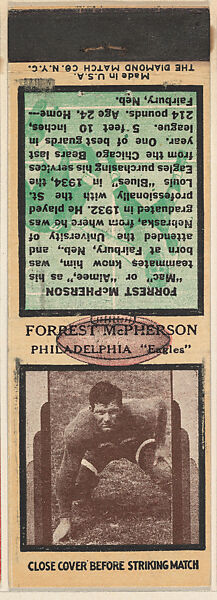 Made in U.S.A.
THE DIAMOND MATCH CO. N.Y.C.
FORREST McPHERSON
"Mac" or "Aimee," as his
teammates know him, was
born at Fairbury, Neb., and
attended the University of
Nebraska, from where he was
graduated in 1932. He played
professionally with the St.
Louis "Blues" in 1934, the
Eagles purchasing his services
from the Chicago Bears last
year. One of best guards in
league. 5 feet 10 inches,
214 pounds. Age 24. Home—
Fairbury, Neb.
FORREST McPHERSON
PHILADELPHIA "Eagles"
CLOSE COVER BEFORE STRIKING MATCH